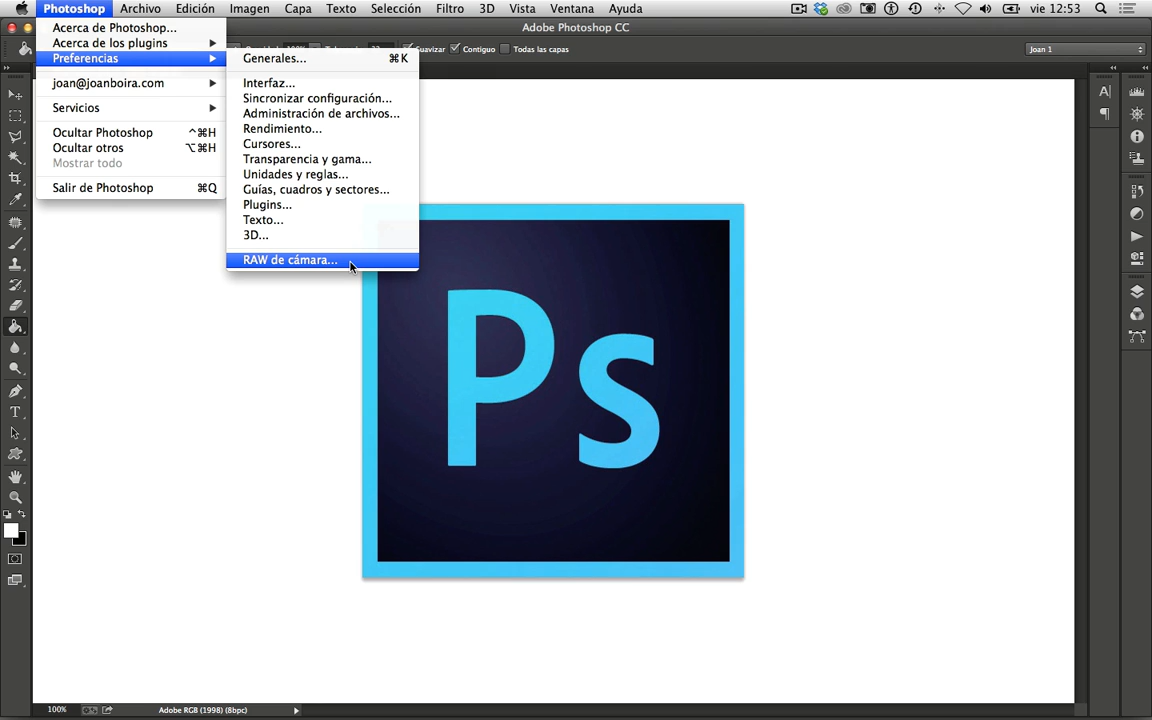 Photoshop Archivo Edición Imagen Capa Texto Selección Filtro 3D Vista Ventana Ayuda vie 12:53
Adobe Photoshop CC
Suavizar Contiguo Todas las capas Joan 1
Acerca de Photoshop...
Acerca de los plugins
Preferencias
joan@joanboira.com
Servicios
Ocultar Photoshop ^⌘H
Ocultar otros ⌥⌘H
Mostrar todo
Salir de Photoshop ⌘Q
Generales... ⌘K
Interfaz...
Sincronizar configuración...
Administración de archivos...
Rendimiento...
Cursores...
Transparencia y gama...
Unidades y reglas...
Guías, cuadros y sectores...
Plugins...
Texto...
3D...
RAW de cámara...
Ps
100% Adobe RGB (1998) (8bpc)